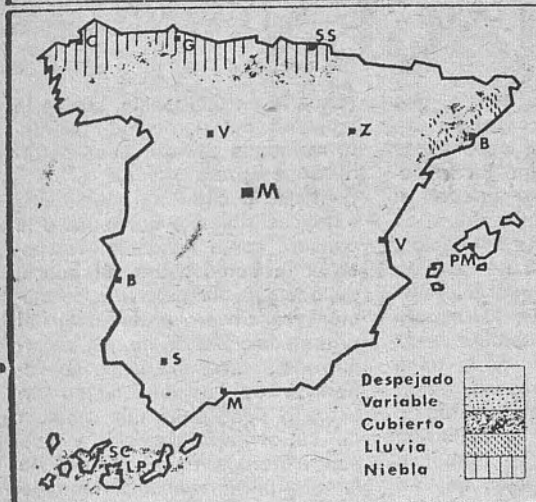 C G SS
V Z B
M
V
PM
B
S
M
SC
LP
Despejado
Variable
Cubierto
Lluvia
Niebla